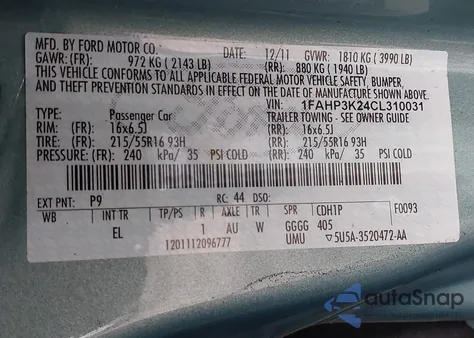 MFD. BY FORD MOTOR CO. DATE: 12/11 GVWR: 1810 KG ( 3990 LB)
GAWR: (FR): 972 KG ( 2143 LB) (RR): 880 KG ( 1940 LB)
THIS VEHICLE CONFORMS TO ALL APPLICABLE FEDERAL MOTOR VEHICLE SAFETY, BUMPER,
AND THEFT PREVENTION STANDARDS IN EFFECT ON THE DATE OF MANUFACTURE SHOWN ABOVE.
VIN: 1FAHP3K24CL310031
TYPE: Passenger Car TRAILER TOWING - SEE OWNER GUIDE
RIM: (FR) 16x6.5J (RR): 16x6.5J
TIRE: (FR): 215/55R16 93H (RR): 215/55R16 93H
PRESSURE: (FR) 240 kPa/ 35 PSI COLD (RR): 240 kPa/ 35 PSI COLD
EXT PNT: P9 RC: 44 DSO: F0093
WB INT TR TP/PS R AXLE TR SPR CDH1P
EL 1 AU W GGGG 405
1201112096777 UMU 5U5A-3520472-AA
autoSnap